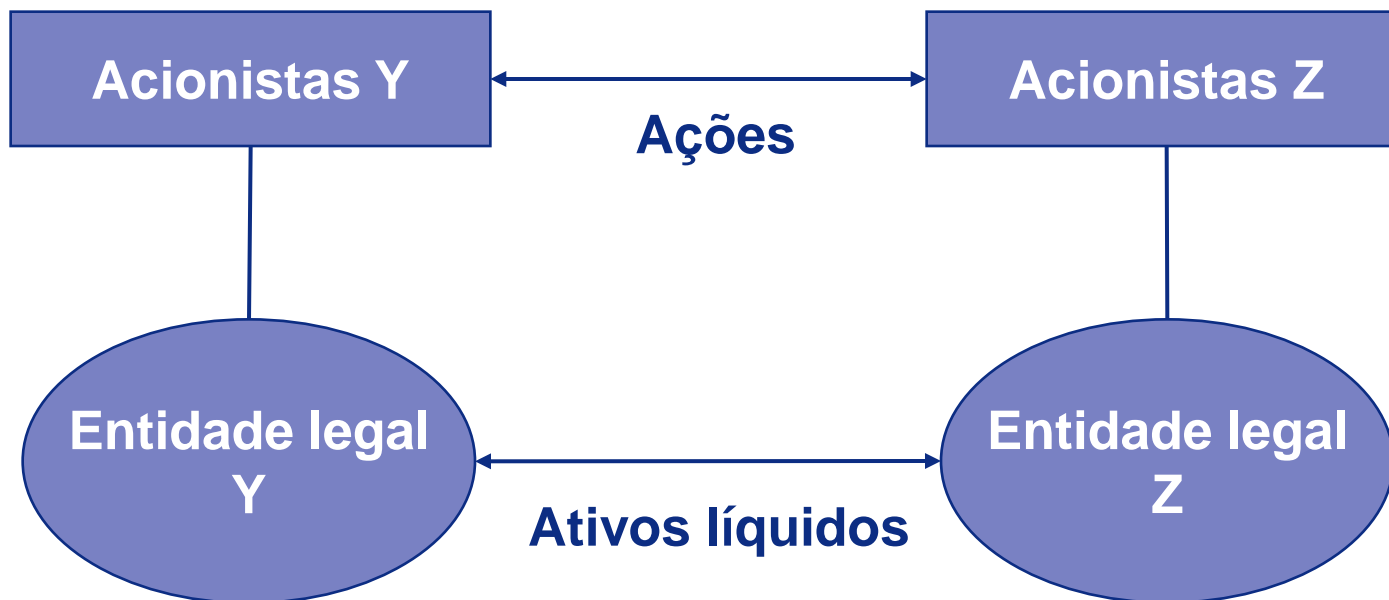 Acionistas Y
Acionistas Z
Ações
Entidade legal
Y
Entidade legal
Z
Ativos líquidos